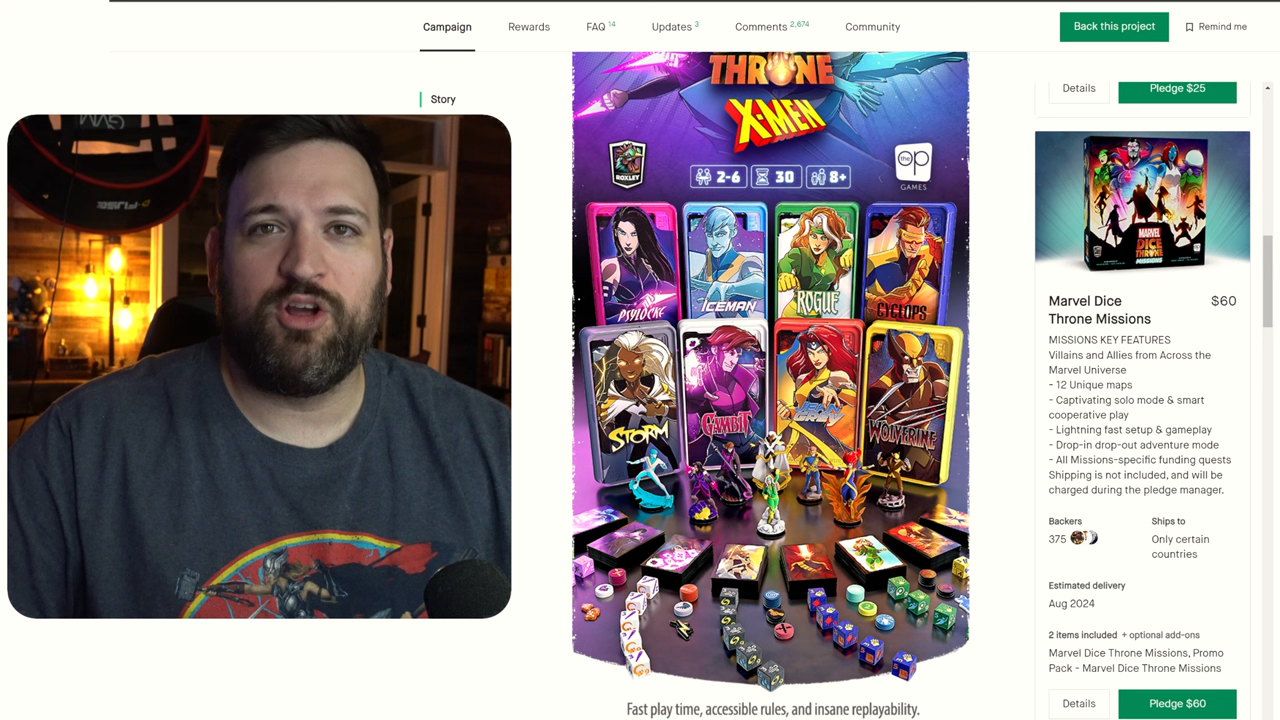 Campaign
Rewards
FAQ 14
Updates 3
Comments 2,674
Community
Back this project
Remind me
Story
THRONE
X-MEN
ROXLEY
2-6
30
8+
the op
GAMES
PSYLOCKE
ICEMAN
ROGUE
CYCLOPS
STORM
GAMBIT
JEAN GREY
WOLVERINE
Fast play time, accessible rules, and insane replayability.
Details
Pledge $25
MARVEL
DICE
THRONE
MISSIONS
Marvel Dice
Throne Missions
$60
MISSIONS KEY FEATURES
Villains and Allies from Across the
Marvel Universe
- 12 Unique maps
- Captivating solo mode & smart
cooperative play
- Lightning fast setup & gameplay
- Drop-in drop-out adventure mode
- All Missions-specific funding quests
Shipping is not included, and will be
charged during the pledge manager.
Backers
375
Ships to
Only certain
countries
Estimated delivery
Aug 2024
2 items included + optional add-ons
Marvel Dice Throne Missions, Promo
Pack - Marvel Dice Throne Missions
Details
Pledge $60